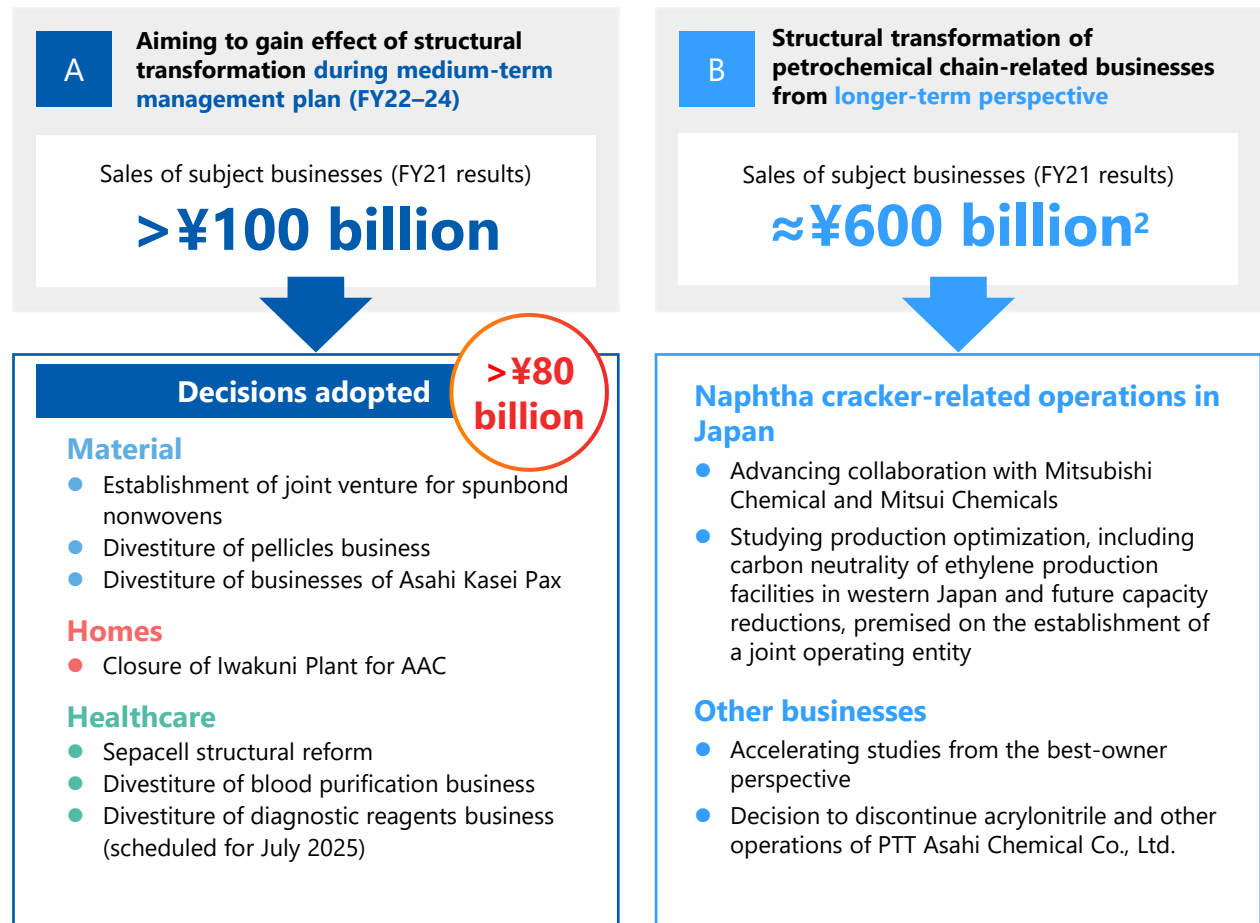 A
Aiming to gain effect of structural
transformation during medium-term
management plan (FY22–24)
Sales of subject businesses (FY21 results)
>¥100 billion
Decisions adopted
>¥80
billion
Material
● Establishment of joint venture for spunbond
nonwovens
● Divestiture of pellicles business
● Divestiture of businesses of Asahi Kasei Pax
Homes
● Closure of Iwakuni Plant for AAC
Healthcare
● Sepacell structural reform
● Divestiture of blood purification business
● Divestiture of diagnostic reagents business
(scheduled for July 2025)
B
Structural transformation of
petrochemical chain-related businesses
from longer-term perspective
Sales of subject businesses (FY21 results)
≈¥600 billion²
Naphtha cracker-related operations in
Japan
● Advancing collaboration with Mitsubishi
Chemical and Mitsui Chemicals
● Studying production optimization, including
carbon neutrality of ethylene production
facilities in western Japan and future capacity
reductions, premised on the establishment of
a joint operating entity
Other businesses
● Accelerating studies from the best-owner
perspective
● Decision to discontinue acrylonitrile and other
operations of PTT Asahi Chemical Co., Ltd.